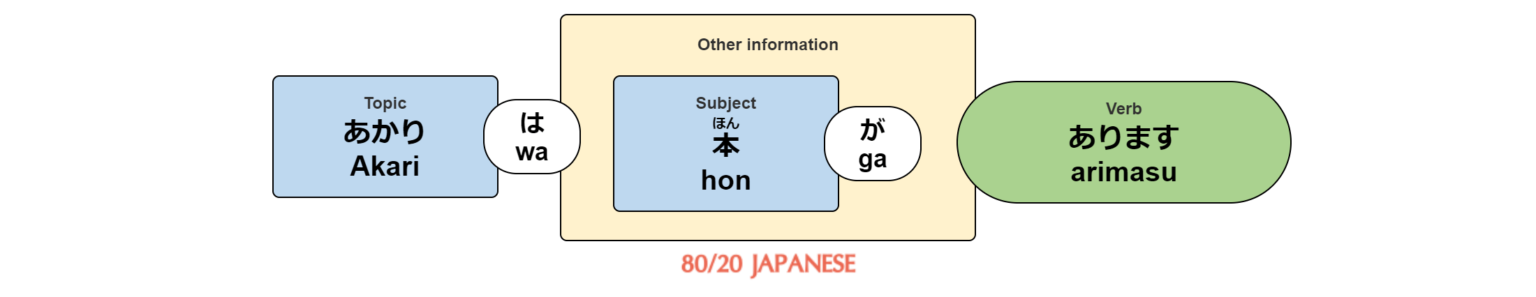 Other information
Topic
あかり
Akari
は
wa
Subject
ほん
本
hon
が
ga
Verb
あります
arimasu
80/20 JAPANESE